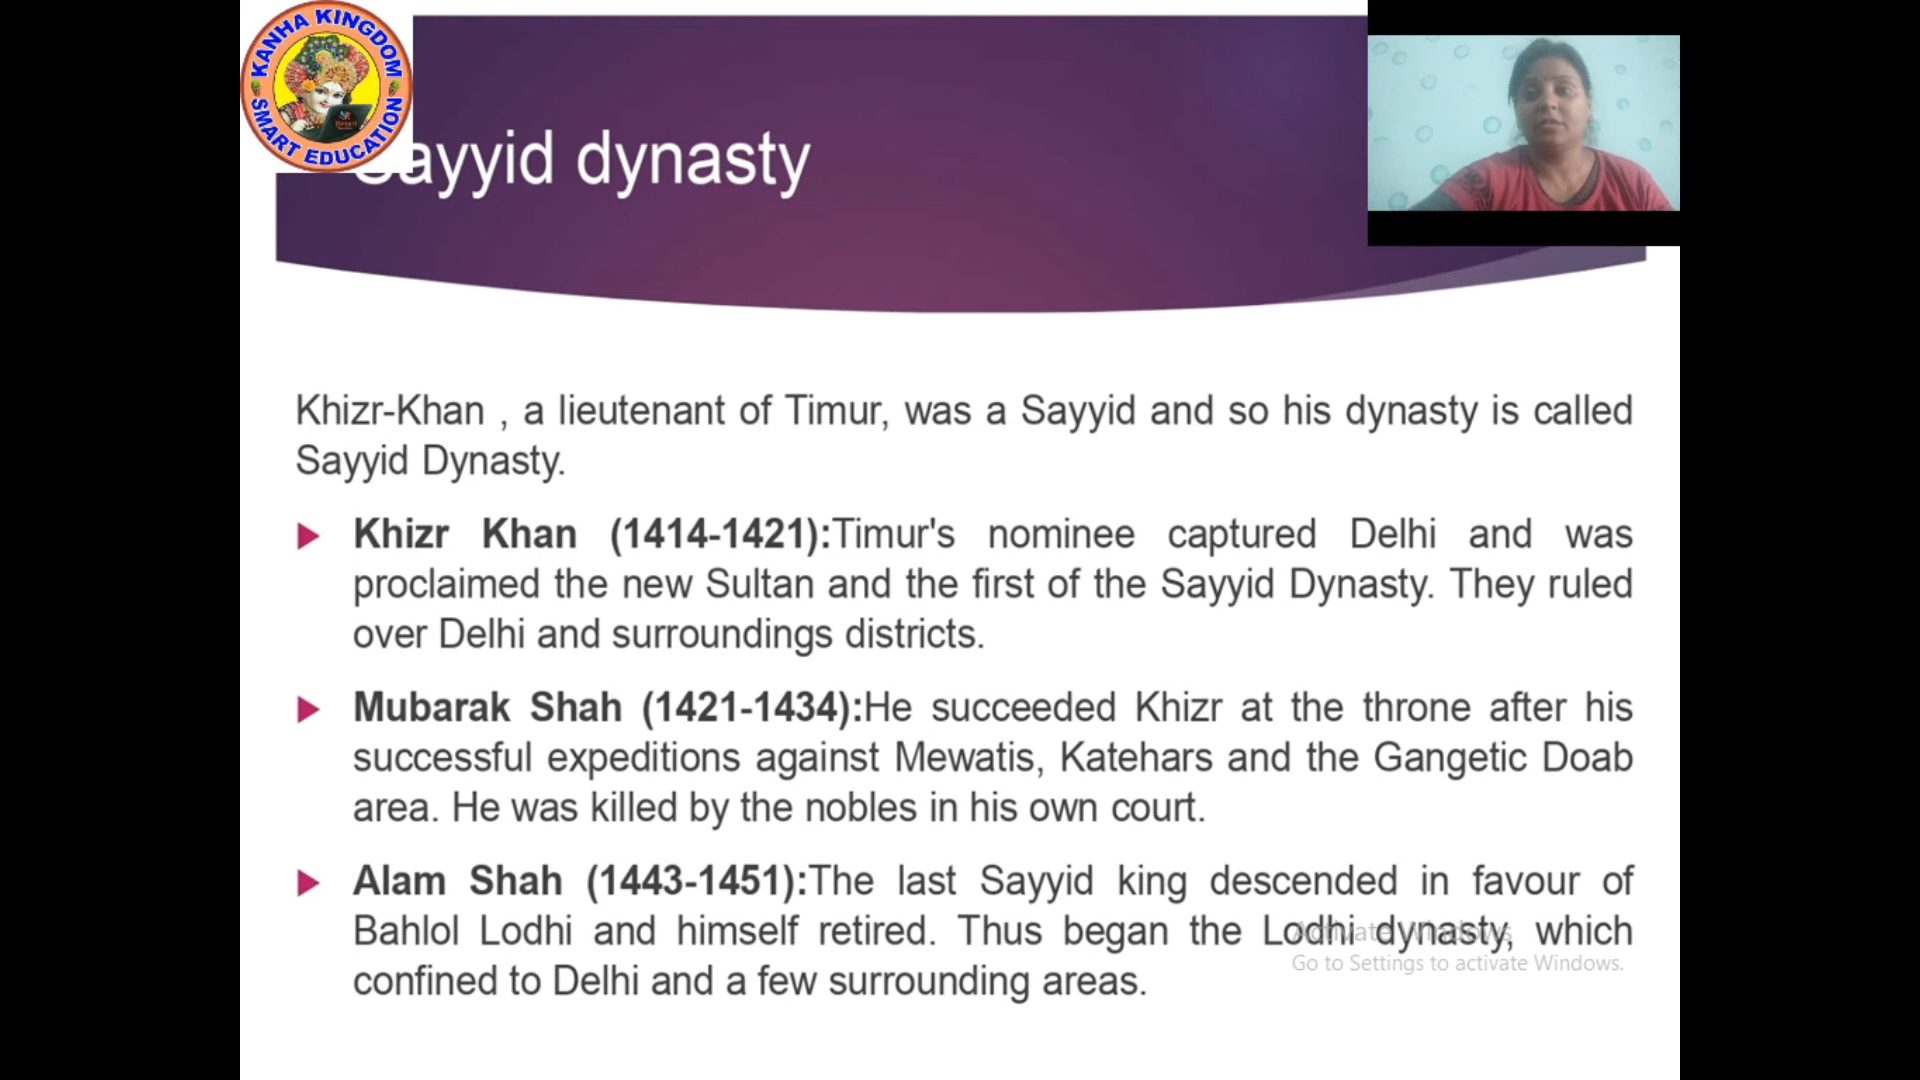 KANHA KINGDOM
SMART EDUCATION
Sayyid dynasty
Khizr-Khan , a lieutenant of Timur, was a Sayyid and so his dynasty is called
Sayyid Dynasty.
Khizr Khan (1414-1421):Timur's nominee captured Delhi and was
proclaimed the new Sultan and the first of the Sayyid Dynasty. They ruled
over Delhi and surroundings districts.
Mubarak Shah (1421-1434):He succeeded Khizr at the throne after his
successful expeditions against Mewatis, Katehars and the Gangetic Doab
area. He was killed by the nobles in his own court.
Alam Shah (1443-1451):The last Sayyid king descended in favour of
Bahlol Lodhi and himself retired. Thus began the Lodhi dynasty, which
confined to Delhi and a few surrounding areas.
Activate Windows
Go to Settings to activate Windows.